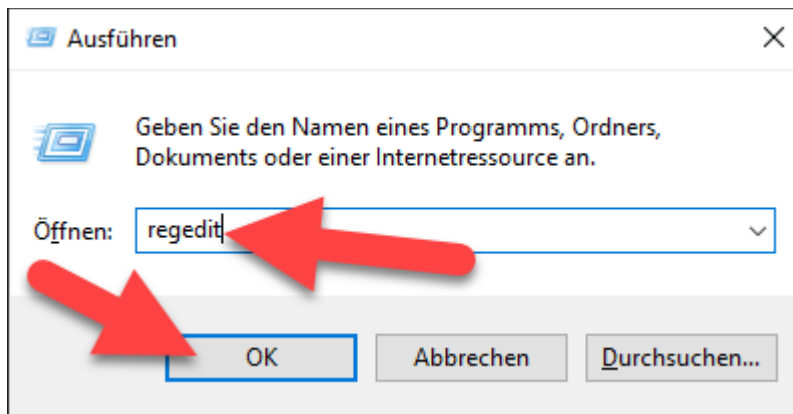 Ausführen
Geben Sie den Namen eines Programms, Ordners,
Dokuments oder einer Internetressource an.
Öffnen: regedit
OK Abbrechen Durchsuchen...